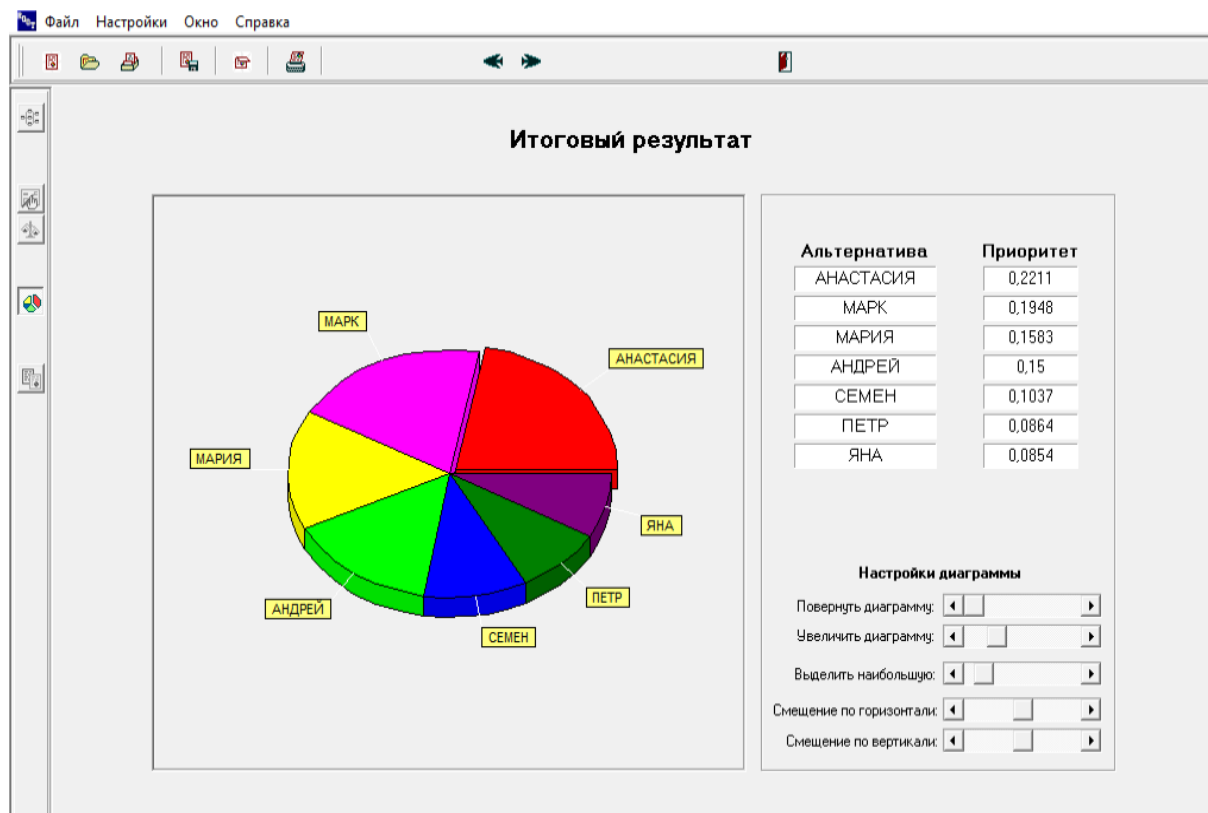 Файл Настройки Окно Справка
Итоговый результат
МАРК
АНАСТАСИЯ
МАРИЯ
ЯНА
АНДРЕЙ
ПЕТР
СЕМЕН
Альтернатива Приоритет
АНАСТАСИЯ 0,2211
МАРК 0,1948
МАРИЯ 0,1583
АНДРЕЙ 0,15
СЕМЕН 0,1037
ПЕТР 0,0864
ЯНА 0,0854
Настройки диаграммы
Повернуть диаграмму:
Увеличить диаграмму:
Выделить наибольшую:
Смещение по горизонтали:
Смещение по вертикали: